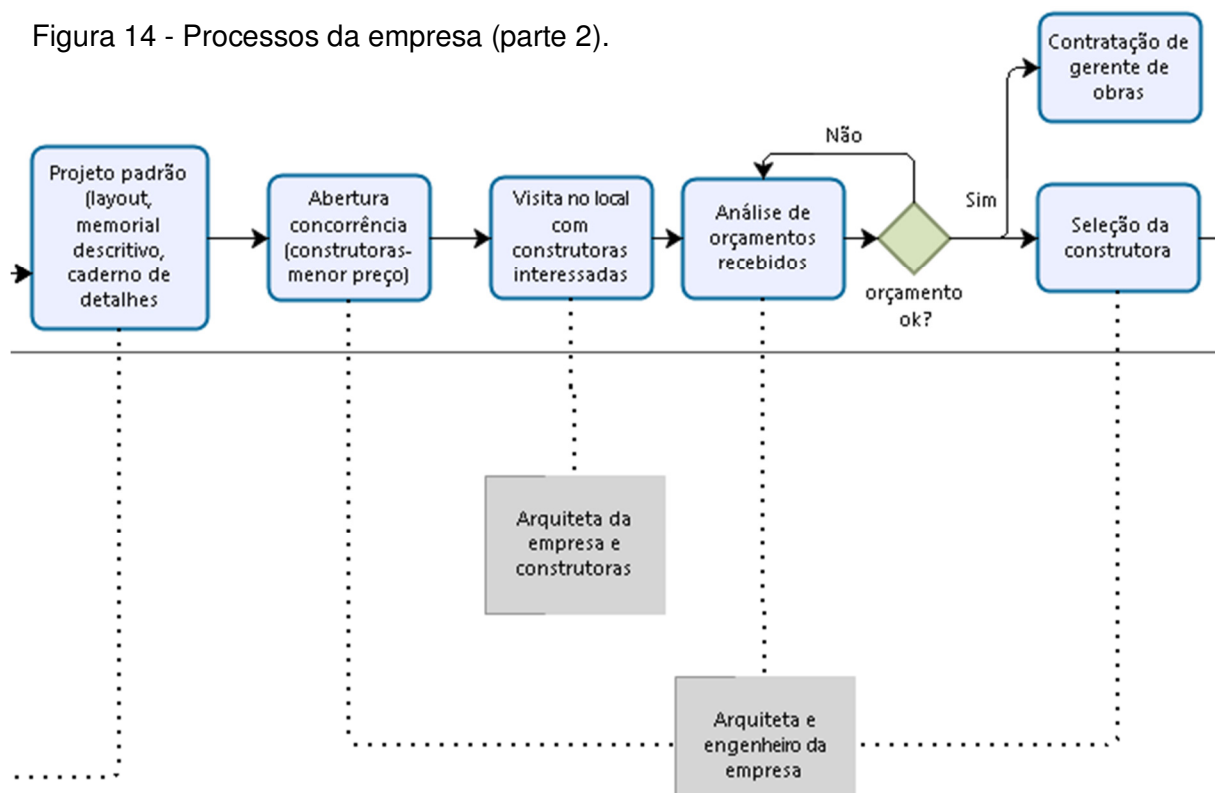 Figura 14 - Processos da empresa (parte 2).
Contratação de
gerente de
obras
Projeto padrão
(layout,
memorial
descritivo,
caderno de
detalhes
Abertura
concorrência
(construtoras-
menor preço)
Visita no local
com
construtoras
interessadas
Análise de
orçamentos
recebidos
Não
orçamento
ok?
Sim
Seleção da
construtora
Arquiteta da
empresa e
construtoras
Arquiteta e
engenheiro da
empresa